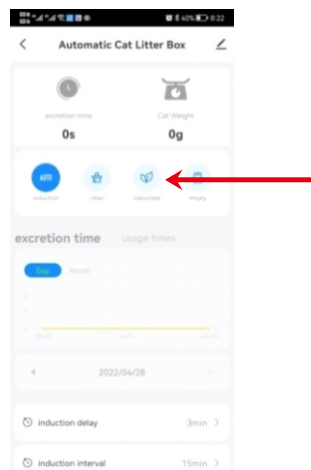 40% 8:22
Automatic Cat Litter Box
excretion time Cat Weight
0s 0g
AUTO
induction clean odourless empty
excretion time usage times
Day Month
2022/04/28
induction delay 3min
induction interval 15min